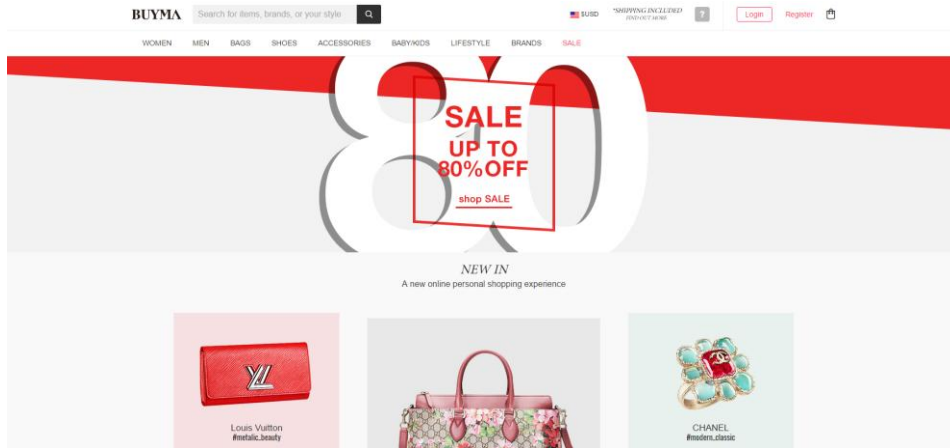 BUYMA
Search for items, brands, or your style
$USD
*SHIPPING INCLUDED
FIND OUT MORE
?
Login
Register
WOMEN MEN BAGS SHOES ACCESSORIES BABY/KIDS LIFESTYLE BRANDS SALE
80
SALE
UP TO
80%OFF
shop SALE
NEW IN
A new online personal shopping experience
Louis Vuitton
#metalic_beauty
CHANEL
#modern_classic